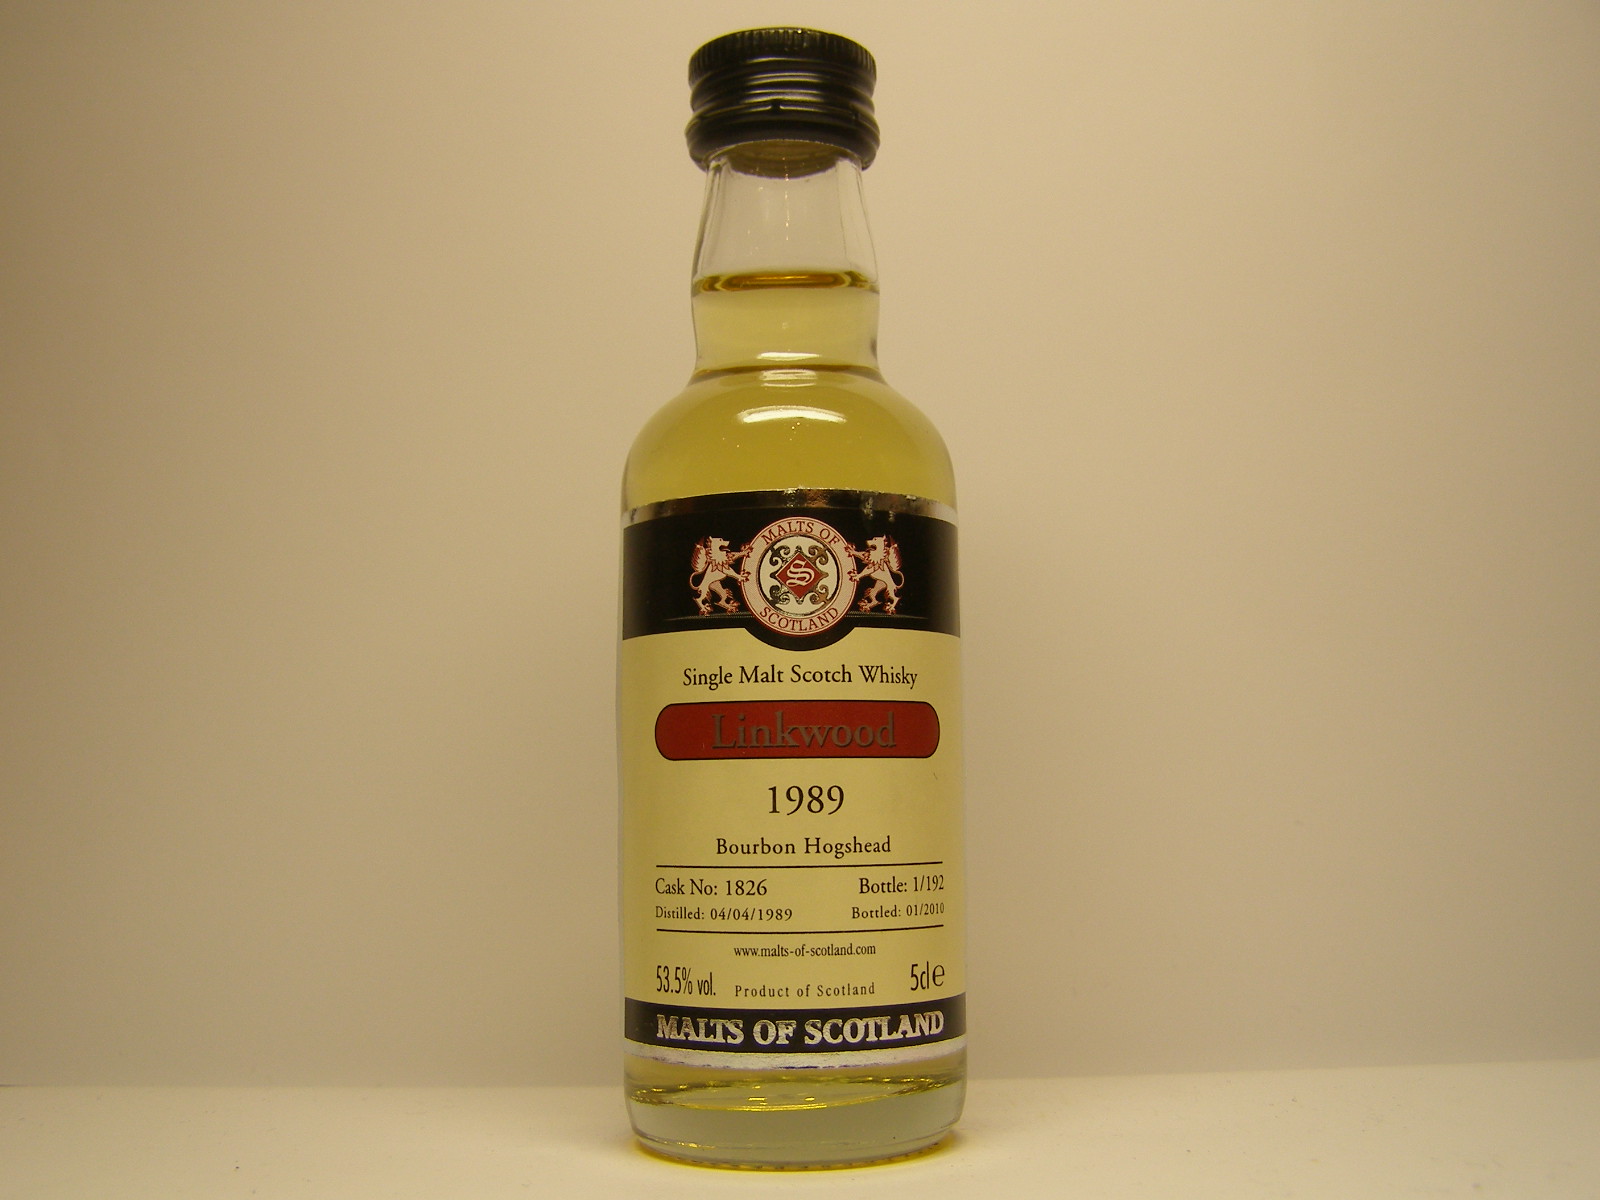 MALTS OF
S
SCOTLAND
Single Malt Scotch Whisky
Linkwood
1989
Bourbon Hogshead
Cask No: 1826 Bottle: 1/192
Distilled: 04/04/1989 Bottled: 01/2010
www.malts-of-scotland.com
53.5% vol. Product of Scotland 5cl e
MALTS OF SCOTLAND